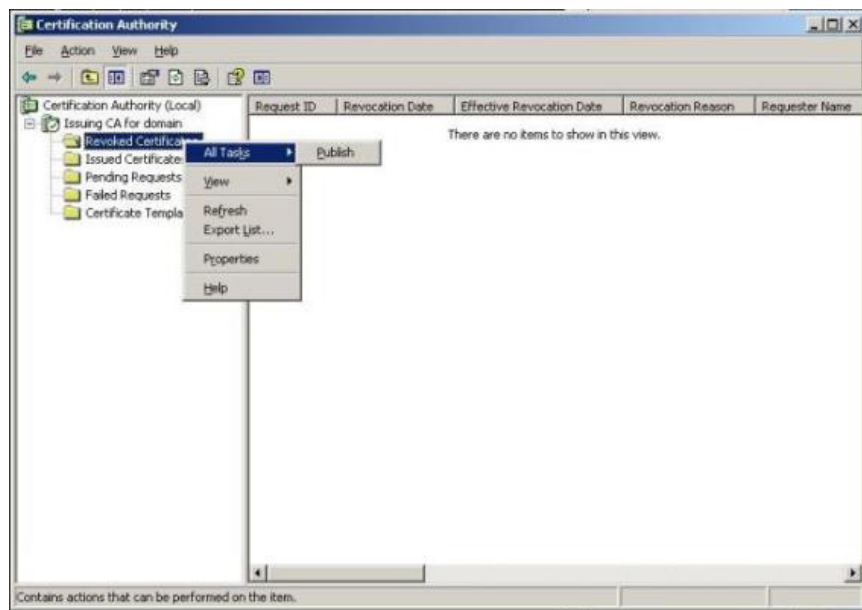 Certification Authority
File Action View Help
Certification Authority (Local)
Issuing CA for domain
Revoked Certificates
Issued Certificate
Pending Requests
Failed Requests
Certificate Templa
Request ID Revocation Date Effective Revocation Date Revocation Reason Requester Name
There are no items to show in this view.
All Tasks
View
Refresh
Export List...
Properties
Help
Publish
Contains actions that can be performed on the item.